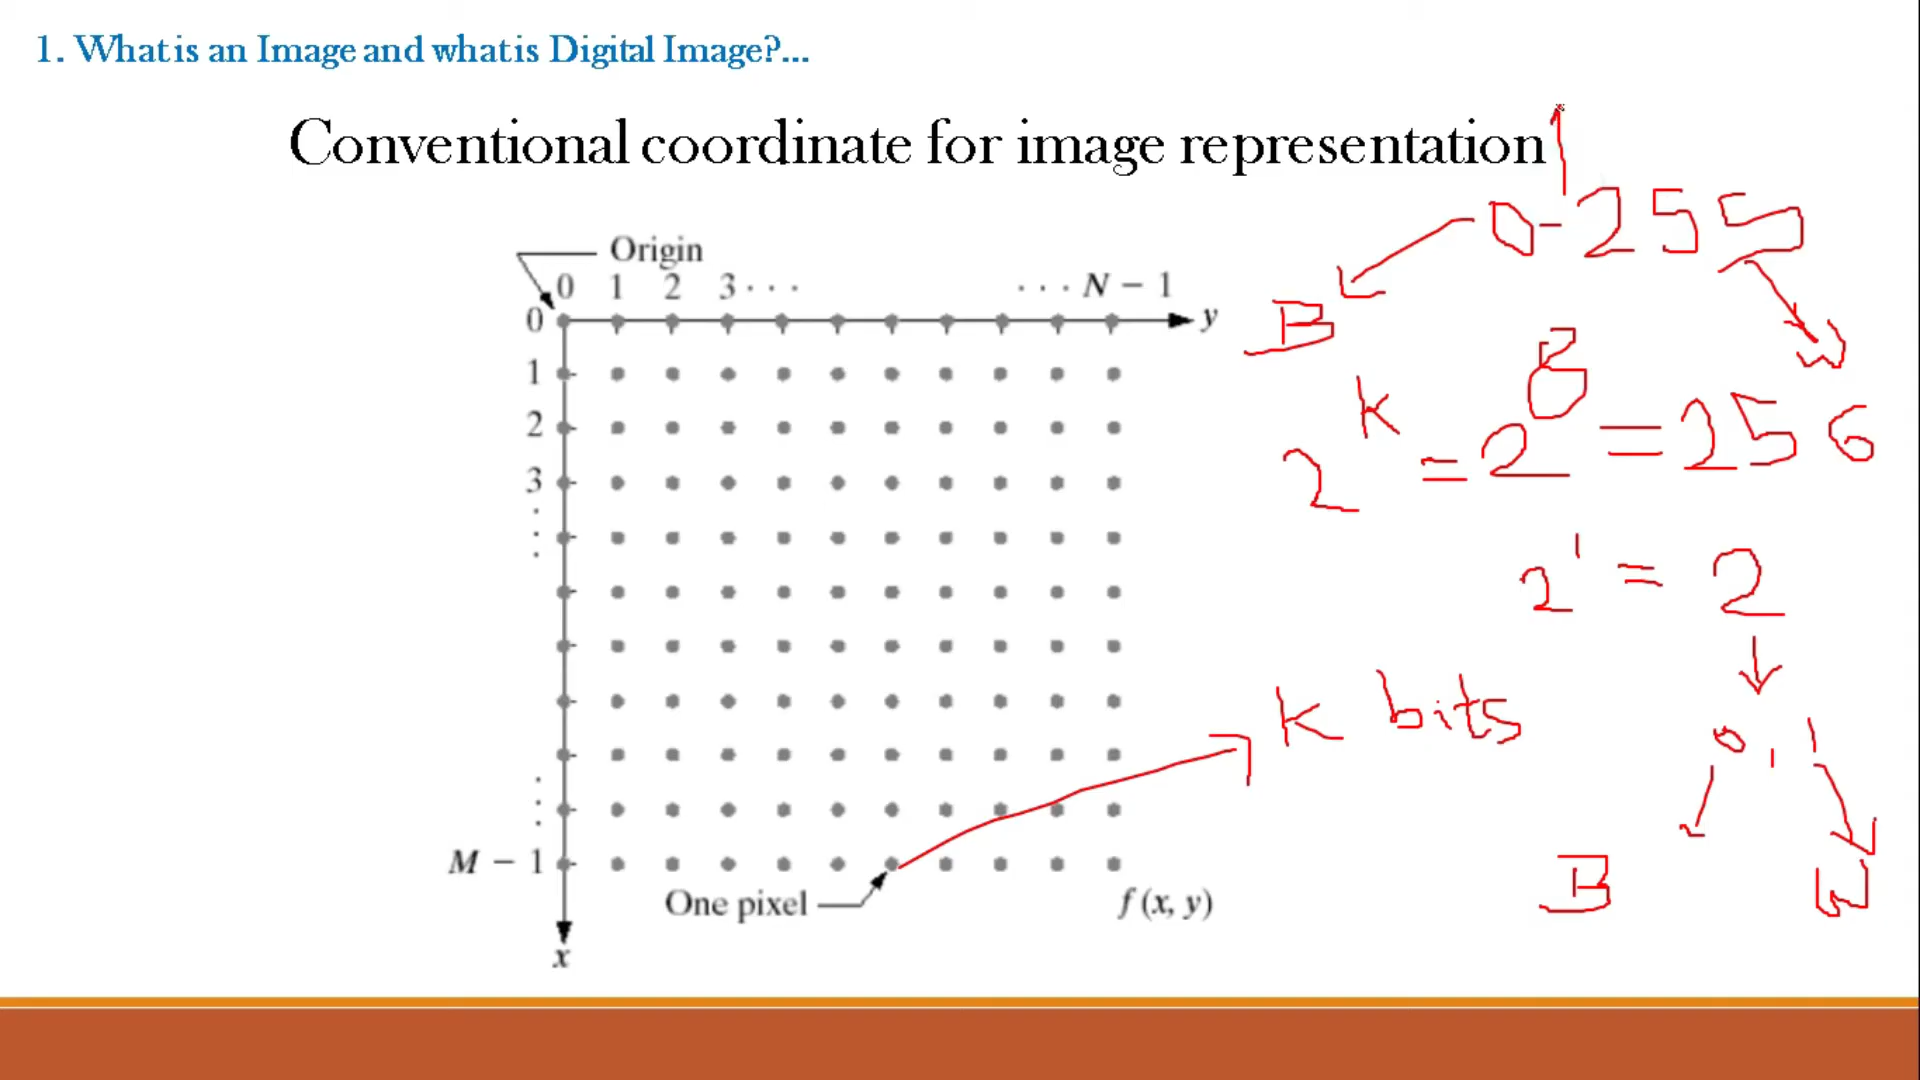 1. What is an Image and what is Digital Image?...
Conventional coordinate for image representation
Origin
0 1 2 3 · · · · · · N − 1
0 y
1
2
3
⋮
⋮
M − 1
One pixel
f(x, y)
x
0-255
B
W
2^k = 2^8 = 256
2^1 = 2
0, 1
B W
K bits